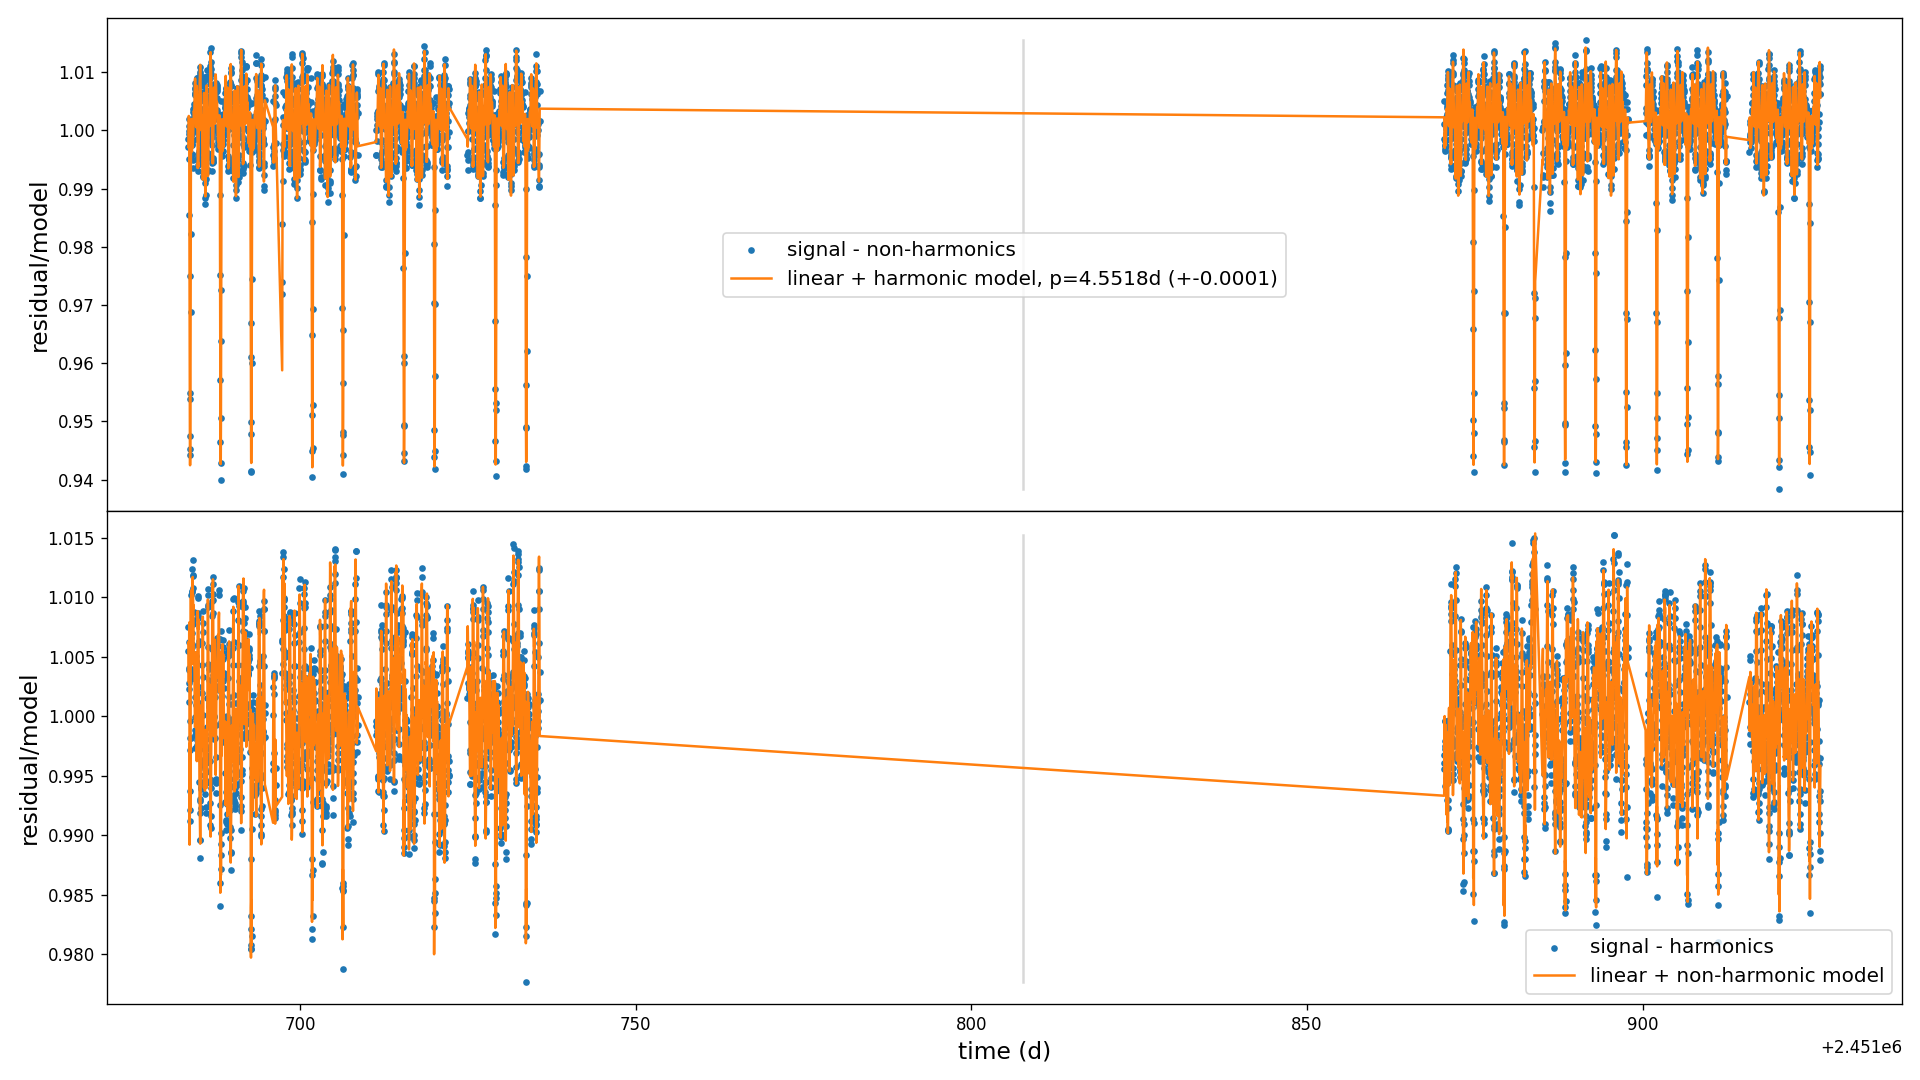 1.01
1.00
0.99
0.98
0.97
0.96
0.95
0.94
residual/model
signal - non-harmonics
linear + harmonic model, p=4.5518d (+-0.0001)
1.015
1.010
1.005
1.000
0.995
0.990
0.985
0.980
residual/model
signal - harmonics
linear + non-harmonic model
700 750 800 850 900
time (d)
+2.451e6